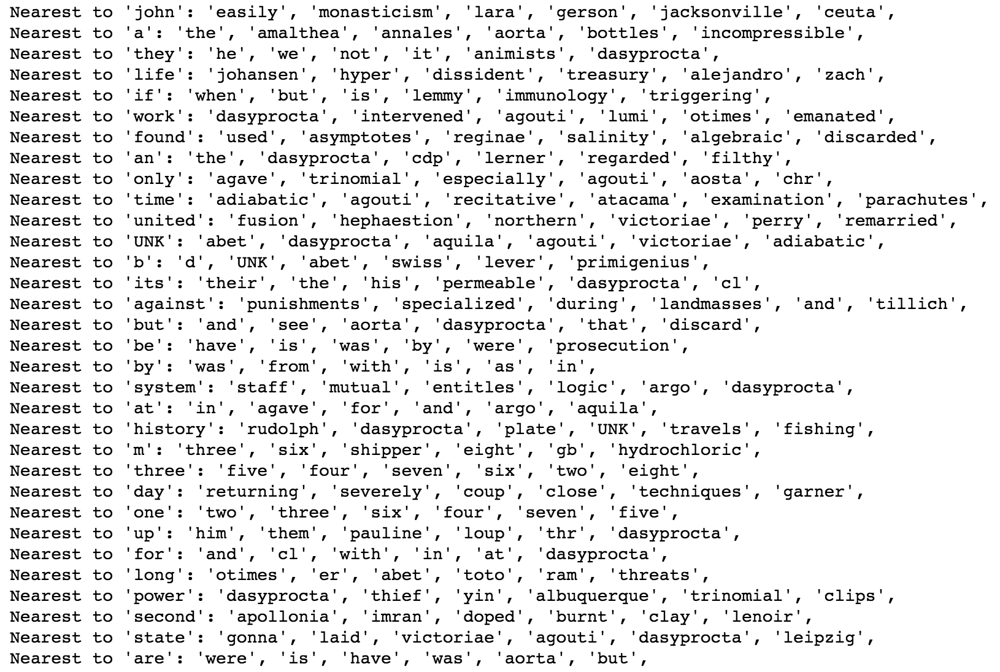 Nearest to 'john': 'easily', 'monasticism', 'lara', 'gerson', 'jacksonville', 'ceuta',
Nearest to 'a': 'the', 'amalthea', 'annales', 'aorta', 'bottles', 'incompressible',
Nearest to 'they': 'he', 'we', 'not', 'it', 'animists', 'dasyprocta',
Nearest to 'life': 'johansen', 'hyper', 'dissident', 'treasury', 'alejandro', 'zach',
Nearest to 'if': 'when', 'but', 'is', 'lemmy', 'immunology', 'triggering',
Nearest to 'work': 'dasyprocta', 'intervened', 'agouti', 'lumi', 'otimes', 'emanated',
Nearest to 'found': 'used', 'asymptotes', 'reginae', 'salinity', 'algebraic', 'discarded',
Nearest to 'an': 'the', 'dasyprocta', 'cdp', 'lerner', 'regarded', 'filthy',
Nearest to 'only': 'agave', 'trinomial', 'especially', 'agouti', 'aosta', 'chr',
Nearest to 'time': 'adiabatic', 'agouti', 'recitative', 'atacama', 'examination', 'parachutes',
Nearest to 'united': 'fusion', 'hephaestion', 'northern', 'victoriae', 'perry', 'remarried',
Nearest to 'UNK': 'abet', 'dasyprocta', 'aquila', 'agouti', 'victoriae', 'adiabatic',
Nearest to 'b': 'd', 'UNK', 'abet', 'swiss', 'lever', 'primigenius',
Nearest to 'its': 'their', 'the', 'his', 'permeable', 'dasyprocta', 'cl',
Nearest to 'against': 'punishments', 'specialized', 'during', 'landmasses', 'and', 'tillich',
Nearest to 'but': 'and', 'see', 'aorta', 'dasyprocta', 'that', 'discard',
Nearest to 'be': 'have', 'is', 'was', 'by', 'were', 'prosecution',
Nearest to 'by': 'was', 'from', 'with', 'is', 'as', 'in',
Nearest to 'system': 'staff', 'mutual', 'entitles', 'logic', 'argo', 'dasyprocta',
Nearest to 'at': 'in', 'agave', 'for', 'and', 'argo', 'aquila',
Nearest to 'history': 'rudolph', 'dasyprocta', 'plate', 'UNK', 'travels', 'fishing',
Nearest to 'm': 'three', 'six', 'shipper', 'eight', 'gb', 'hydrochloric',
Nearest to 'three': 'five', 'four', 'seven', 'six', 'two', 'eight',
Nearest to 'day': 'returning', 'severely', 'coup', 'close', 'techniques', 'garner',
Nearest to 'one': 'two', 'three', 'six', 'four', 'seven', 'five',
Nearest to 'up': 'him', 'them', 'pauline', 'loup', 'thr', 'dasyprocta',
Nearest to 'for': 'and', 'cl', 'with', 'in', 'at', 'dasyprocta',
Nearest to 'long': 'otimes', 'er', 'abet', 'toto', 'ram', 'threats',
Nearest to 'power': 'dasyprocta', 'thief', 'yin', 'albuquerque', 'trinomial', 'clips',
Nearest to 'second': 'apollonia', 'imran', 'doped', 'burnt', 'clay', 'lenoir',
Nearest to 'state': 'gonna', 'laid', 'victoriae', 'agouti', 'dasyprocta', 'leipzig',
Nearest to 'are': 'were', 'is', 'have', 'was', 'aorta', 'but',